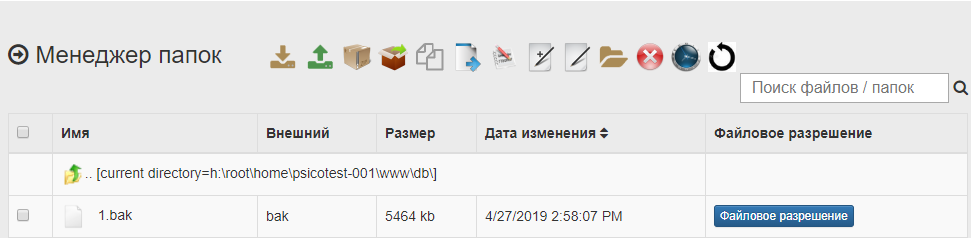 Менеджер папок
Поиск файлов / папок
Имя Внешний Размер Дата изменения Файловое разрешение
.. [current directory=h:\root\home\psicotest-001\www\db\]
1.bak bak 5464 kb 4/27/2019 2:58:07 PM Файловое разрешение